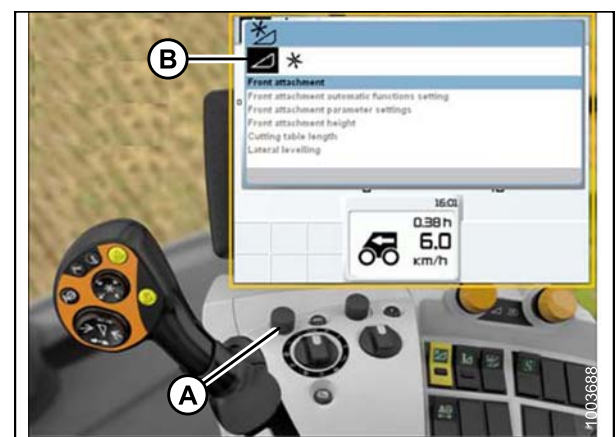 B
Front attachment
Front attachment automatic functions setting
Front attachment parameter settings
Front attachment height
Cutting table length
Lateral levelling
16:01
0.38 h
6.0
km/h
A
1003688